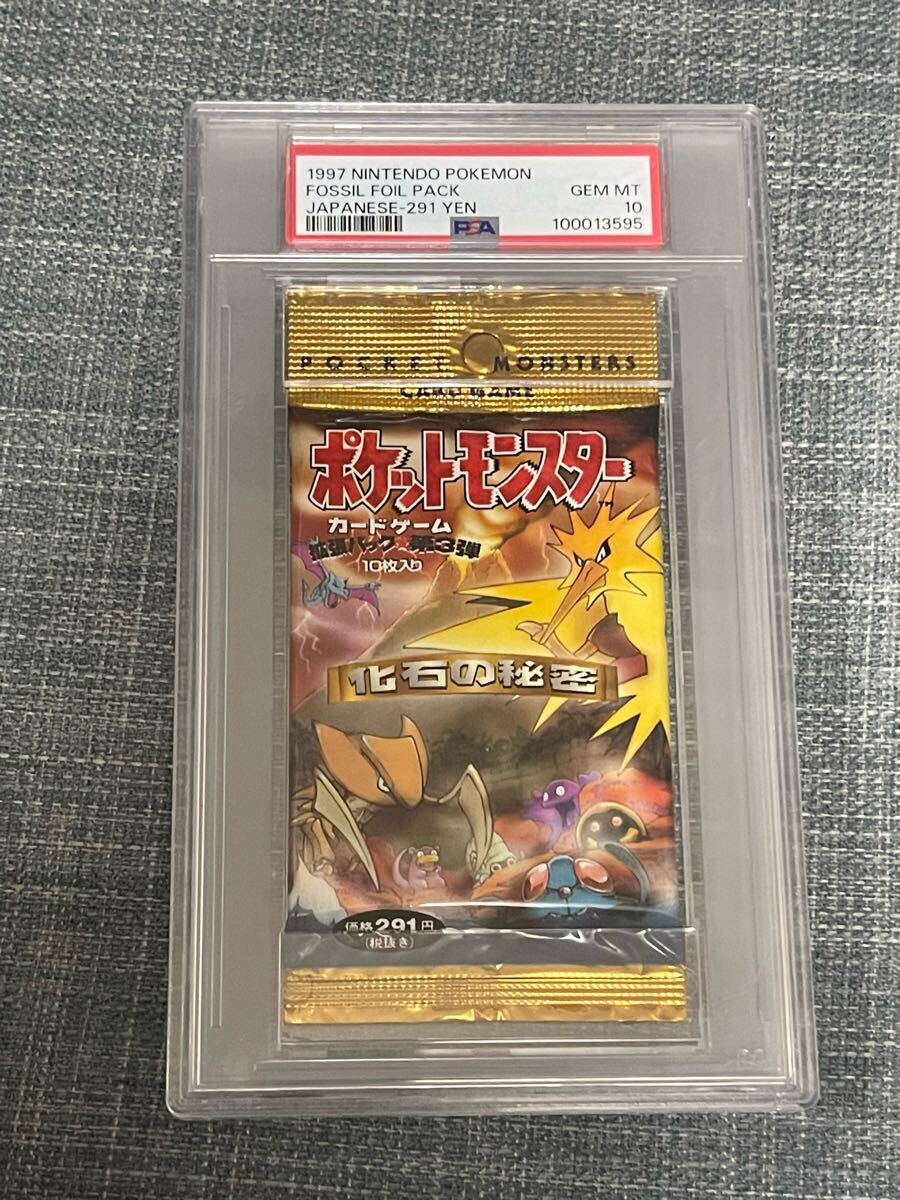 1997 NINTENDO POKEMON
FOSSIL FOIL PACK GEM MT
JAPANESE-291 YEN 10
PSA 100013595
POCKET MONSTERS
CARD GAME
ポケットモンスター
TM
カードゲーム
拡張パック★第3弾
10枚入り
化石の秘密
価格291円
(税抜き)